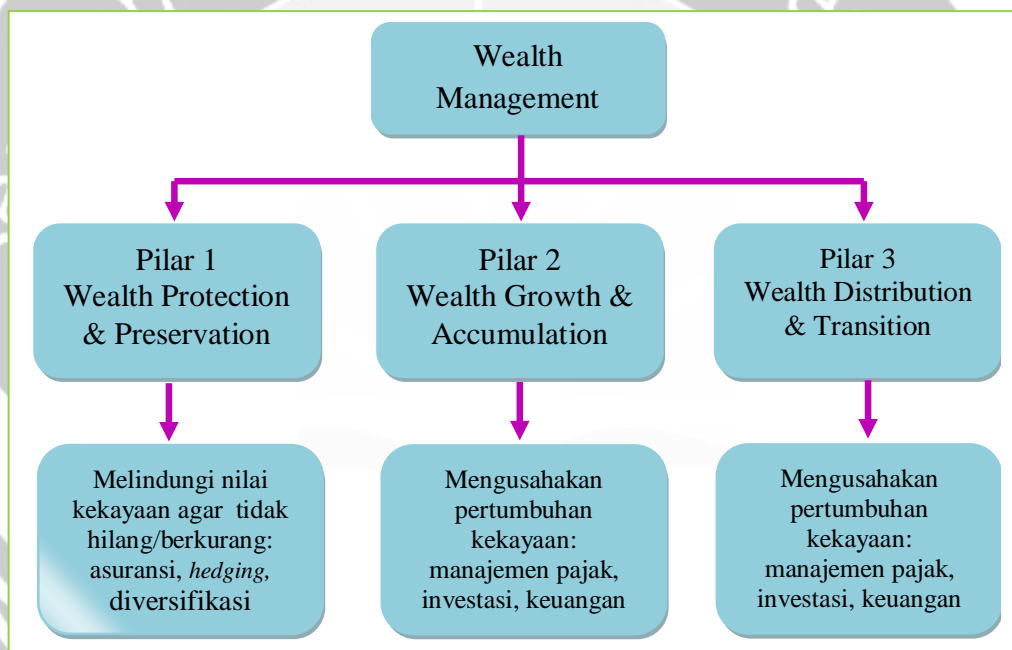 Wealth
Management
Pilar 1
Wealth Protection
& Preservation
Pilar 2
Wealth Growth &
Accumulation
Pilar 3
Wealth Distribution
& Transition
Melindungi nilai
kekayaan agar tidak
hilang/berkurang:
asuransi, hedging,
diversifikasi
Mengusahakan
pertumbuhan
kekayaan:
manajemen pajak,
investasi, keuangan
Mengusahakan
pertumbuhan
kekayaan:
manajemen pajak,
investasi, keuangan